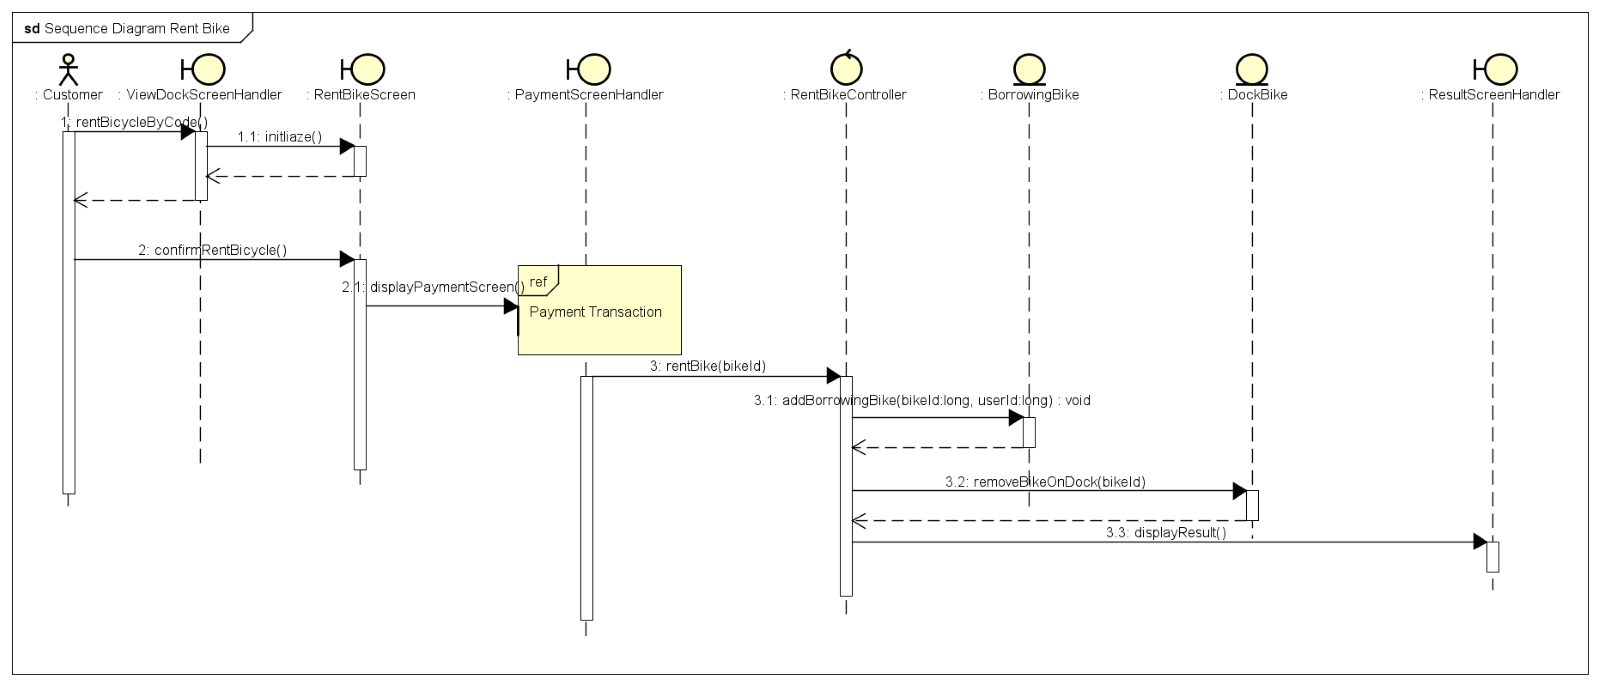 sd Sequence Diagram Rent Bike
: Customer
: ViewDockScreenHandler
: RentBikeScreen
: PaymentScreenHandler
: RentBikeController
: BorrowingBike
: DockBike
: ResultScreenHandler
1: rentBicycleByCode()
1.1: initliaze()
2: confirmRentBicycle()
2.1: displayPaymentScreen()
ref
Payment Transaction
3: rentBike(bikeId)
3.1: addBorrowingBike(bikeId:long, userId:long) : void
3.2: removeBikeOnDock(bikeId)
3.3: displayResult()